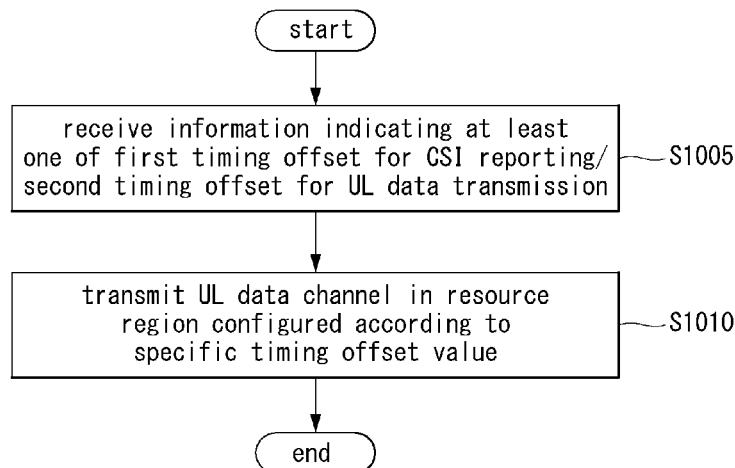 start
receive information indicating at least
one of first timing offset for CSI reporting/
second timing offset for UL data transmission
S1005
transmit UL data channel in resource
region configured according to
specific timing offset value
S1010
end